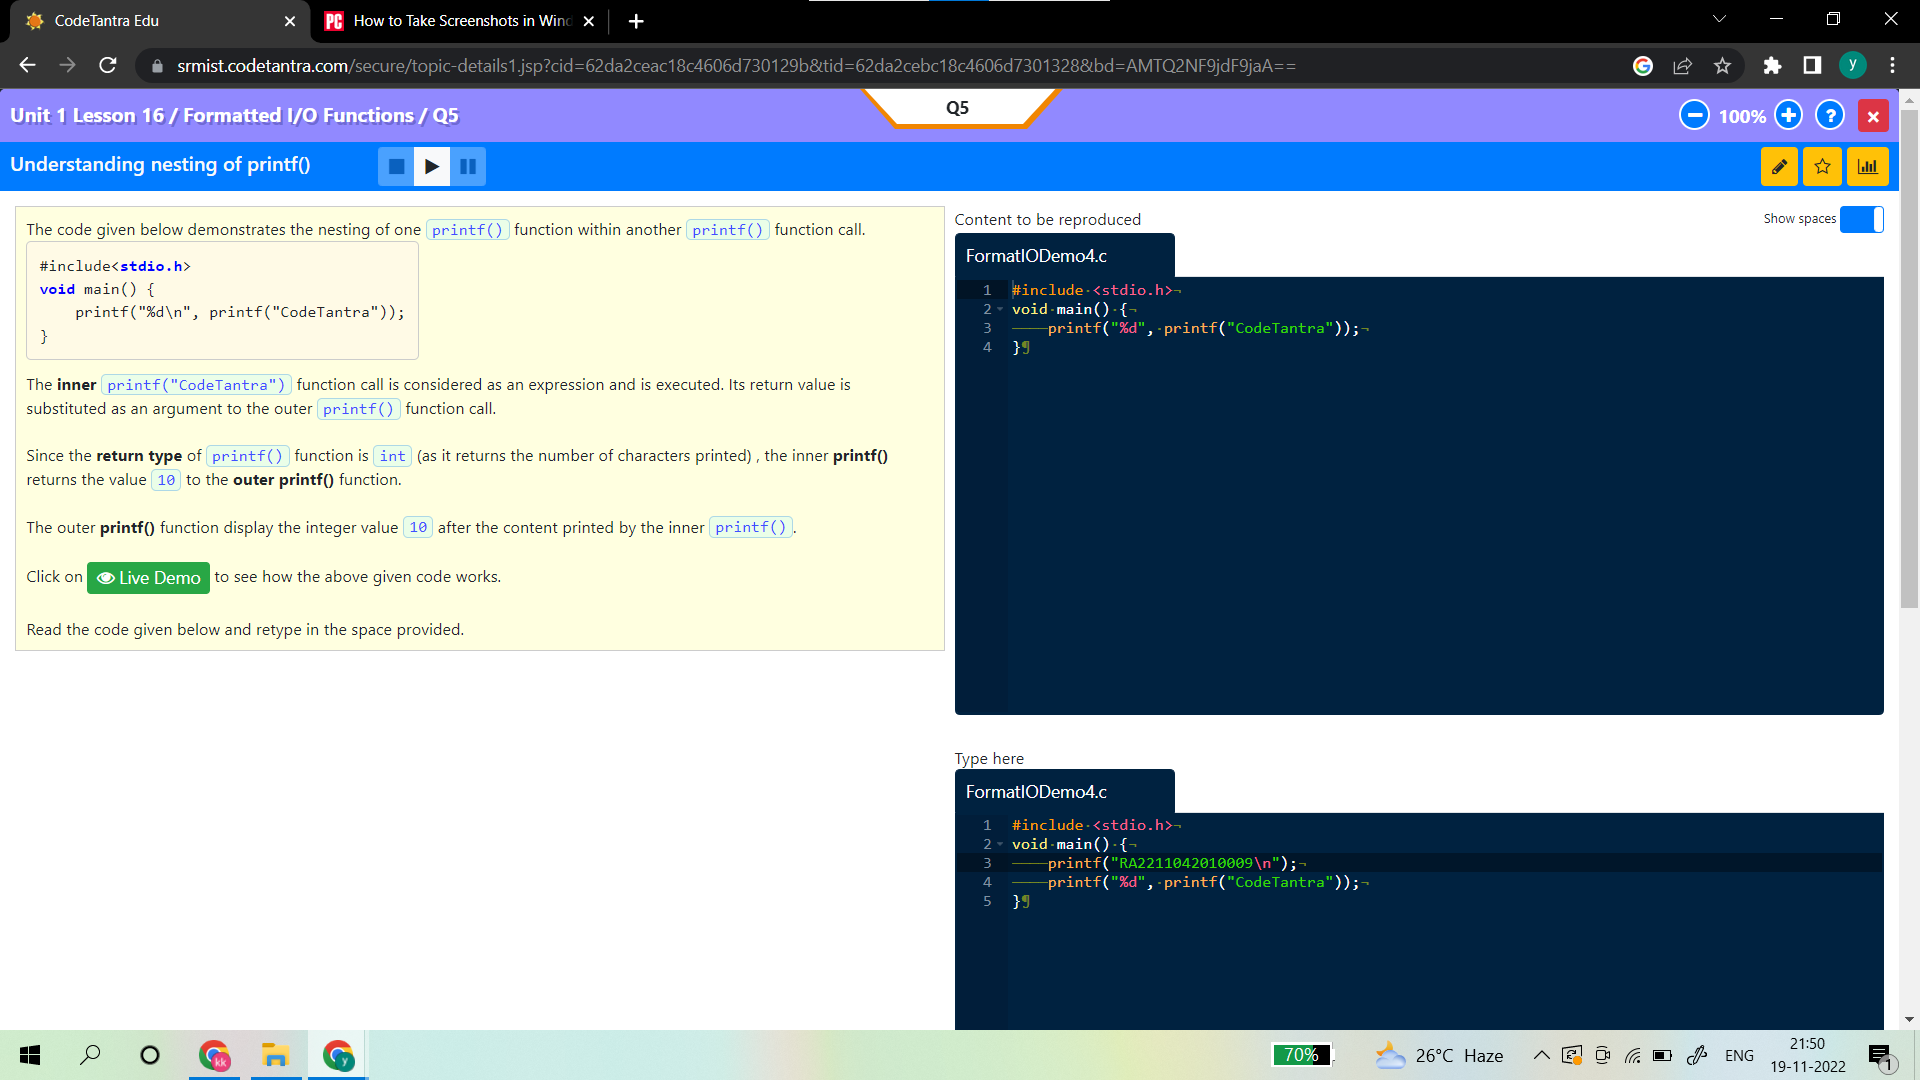 CodeTantra Edu
How to Take Screenshots in Wind
srmist.codetantra.com/secure/topic-details1.jsp?cid=62da2ceac18c4606d730129b&tid=62da2cebc18c4606d7301328&bd=AMTQ2NF9jdF9jaA==
y
Unit 1 Lesson 16 / Formatted I/O Functions / Q5
Q5
100%
?
Understanding nesting of printf()
The code given below demonstrates the nesting of one printf() function within another printf() function call.
#include<stdio.h>
void main() {
printf("%d\n", printf("CodeTantra"));
}
The inner printf("CodeTantra") function call is considered as an expression and is executed. Its return value is
substituted as an argument to the outer printf() function call.
Since the return type of printf() function is int (as it returns the number of characters printed) , the inner printf()
returns the value 10 to the outer printf() function.
The outer printf() function display the integer value 10 after the content printed by the inner printf().
Click on Live Demo to see how the above given code works.
Read the code given below and retype in the space provided.
Content to be reproduced
Show spaces
FormatIODemo4.c
1 #include·<stdio.h>¬
2 void·main()·{¬
3 printf("%d",·printf("CodeTantra"));¬
4 }¶
Type here
FormatIODemo4.c
1 #include·<stdio.h>¬
2 void·main()·{¬
3 printf("RA2211042010009\n");¬
4 printf("%d",·printf("CodeTantra"));¬
5 }¶
kk
y
70%
26°C Haze
ENG
21:50
19-11-2022
1